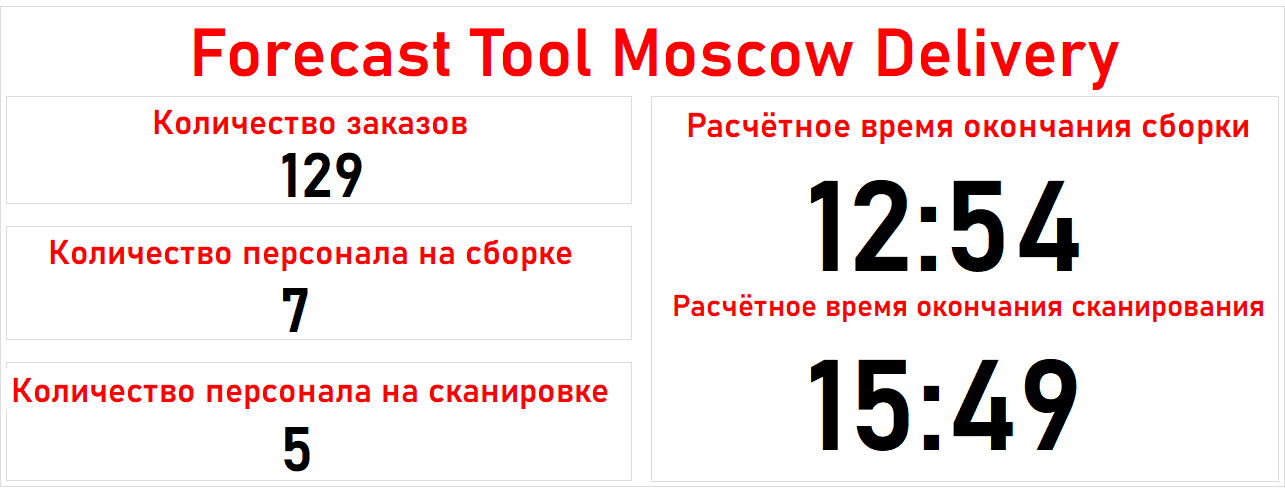 Forecast Tool Moscow Delivery
Количество заказов
129
Количество персонала на сборке
7
Количество персонала на сканировке
5
Расчётное время окончания сборки
12:54
Расчётное время окончания сканирования
15:49